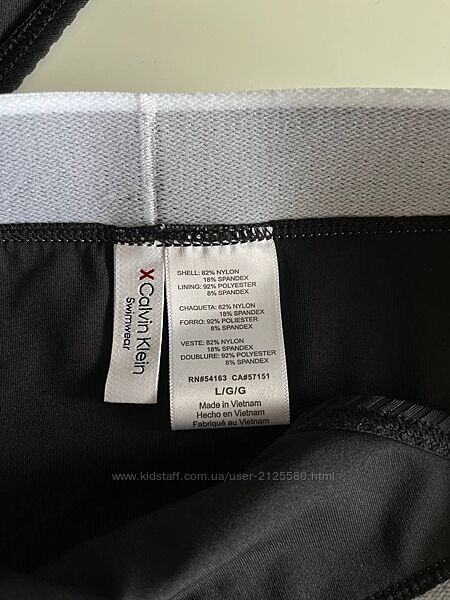 X Calvin Klein
Swimwear
SHELL: 82% NYLON
18% SPANDEX
LINING: 92% POLYESTER
8% SPANDEX
CHAQUETA: 82% NYLON
18% SPANDEX
FORRO: 92% POLYESTER
8% SPANDEX
VESTE: 82% NYLON
18% SPANDEX
DOUBLURE: 92% POLYESTER
8% SPANDEX
RN#54163 CA#57151
L/G/G
Made in Vietnam
Hecho en Vietnam
Fabriqué au Vietnam
www.kidstaff.com.ua/user-2125580.html